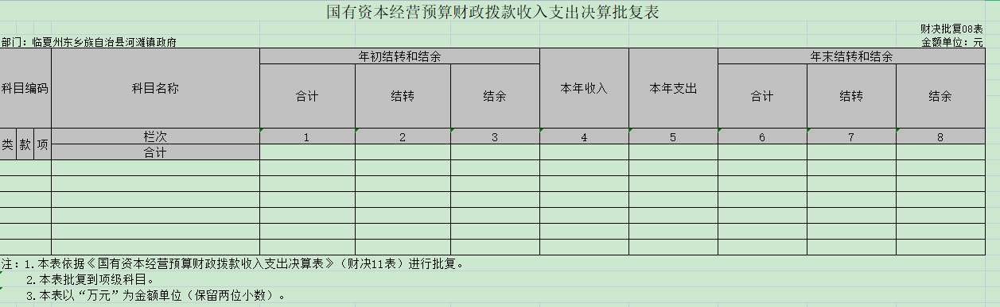 国有资本经营预算财政拨款收入支出决算批复表
财决批复08表
部门：临夏州东乡族自治县河滩镇政府 金额单位：元
科目编码 科目名称 年初结转和结余 本年收入 本年支出 年末结转和结余
合计 结转 结余 合计 结转 结余
类 款 项 栏次 1 2 3 4 5 6 7 8
合计
注：1.本表依据《国有资本经营预算财政拨款收入支出决算表》（财决11表）进行批复。
2.本表批复到项级科目。
3.本表以“万元”为金额单位（保留两位小数）。